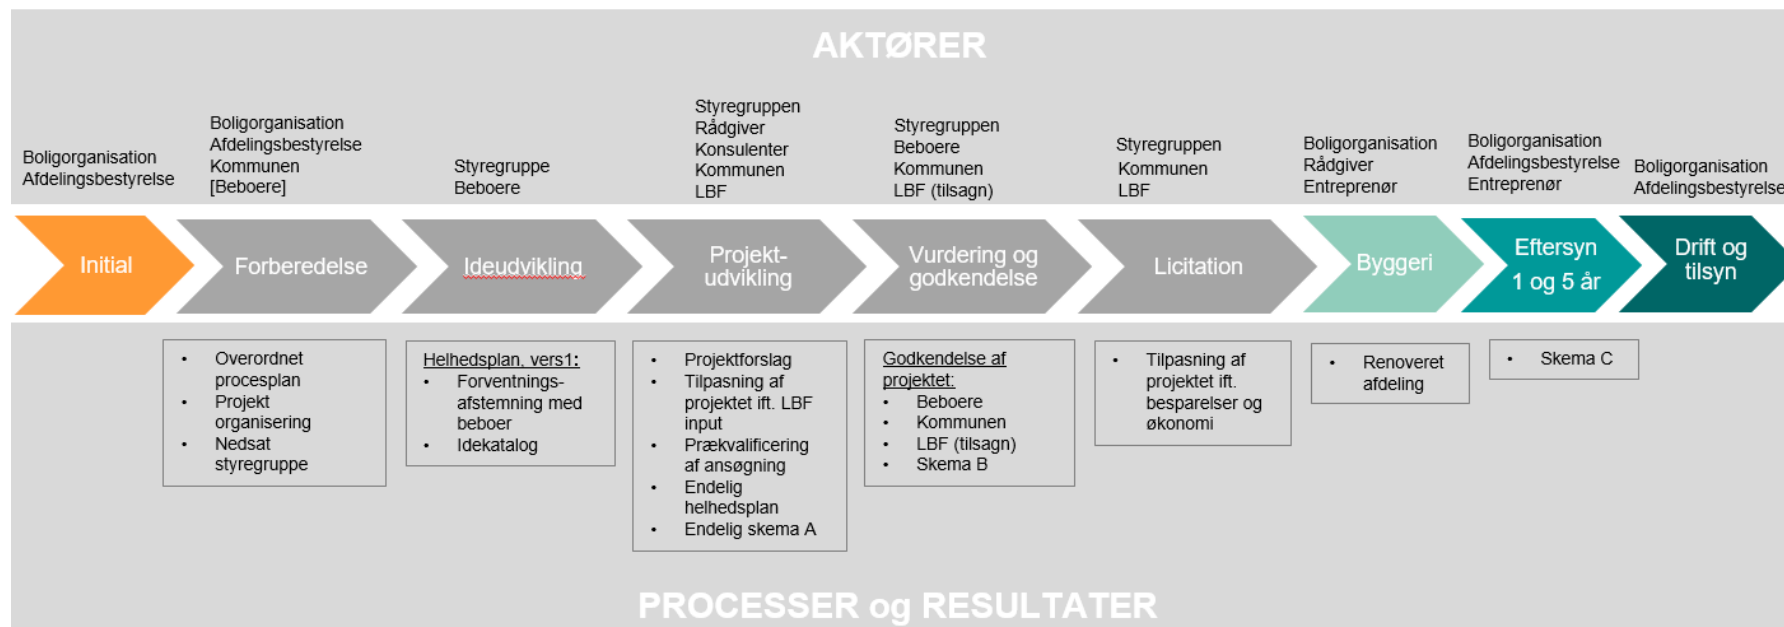 AKTØRER
Boligorganisation
Afdelingsbestyrelse
Boligorganisation
Afdelingsbestyrelse
Kommunen
[Beboere]
Styregruppe
Beboere
Styregruppen
Rådgiver
Konsulenter
Kommunen
LBF
Styregruppen
Beboere
Kommunen
LBF (tilsagn)
Styregruppen
Kommunen
LBF
Boligorganisation
Rådgiver
Entreprenør
Boligorganisation
Afdelingsbestyrelse
Entreprenør
Boligorganisation
Afdelingsbestyrelse
Initial
Forberedelse
Ideudvikling
Projekt-
udvikling
Vurdering og
godkendelse
Licitation
Byggeri
Eftersyn
1 og 5 år
Drift og
tilsyn
• Overordnet
procesplan
• Projekt
organisering
• Nedsat
styregruppe
Helhedsplan, vers1:
• Forventnings-
afstemning med
beboer
• Idekatalog
• Projektforslag
• Tilpasning af
projektet ift. LBF
input
• Prækvalificering
af ansøgning
• Endelig
helhedsplan
• Endelig skema A
Godkendelse af
projektet:
• Beboere
• Kommunen
• LBF (tilsagn)
• Skema B
• Tilpasning af
projektet ift.
besparelser og
økonomi
• Renoveret
afdeling
• Skema C
PROCESSER og RESULTATER